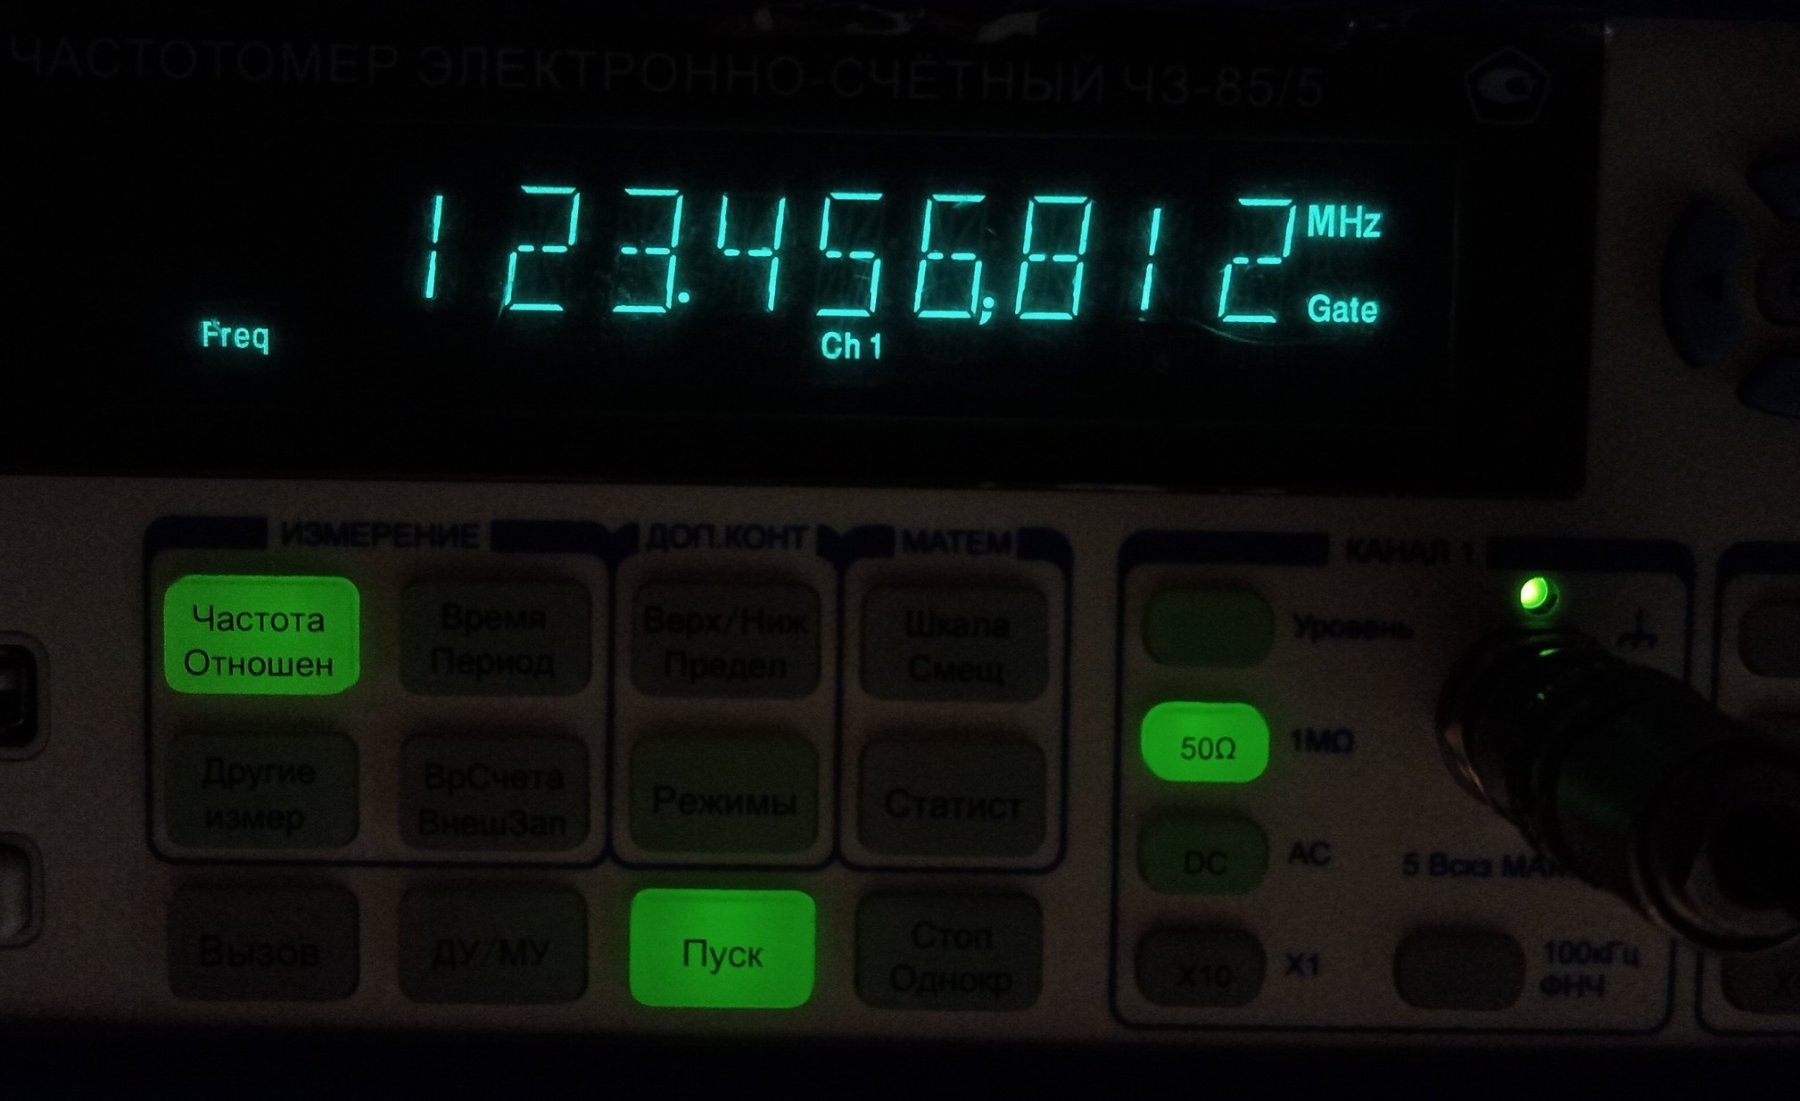 ЧАСТОТОМЕР ЭЛЕКТРОННО-СЧЁТНЫЙ ЧЗ-85/5
123.456,812 MHz
Gate
Freq
Ch 1
ИЗМЕРЕНИЕ
ДОП.КОНТ
МАТЕМ
КАНАЛ 1
Частота
Отношен
Время
Период
Верх/Ниж
Предел
Шкала
Смещ
Уровень
Другие
измер
ВрСчета
ВнешЗап
Режимы
Статист
50Ω
1МΩ
DC
AC
5 Вскз
Вызов
ДУ/МУ
Пуск
Стоп
Однокр
X10
X1
100кГц
ФНЧ